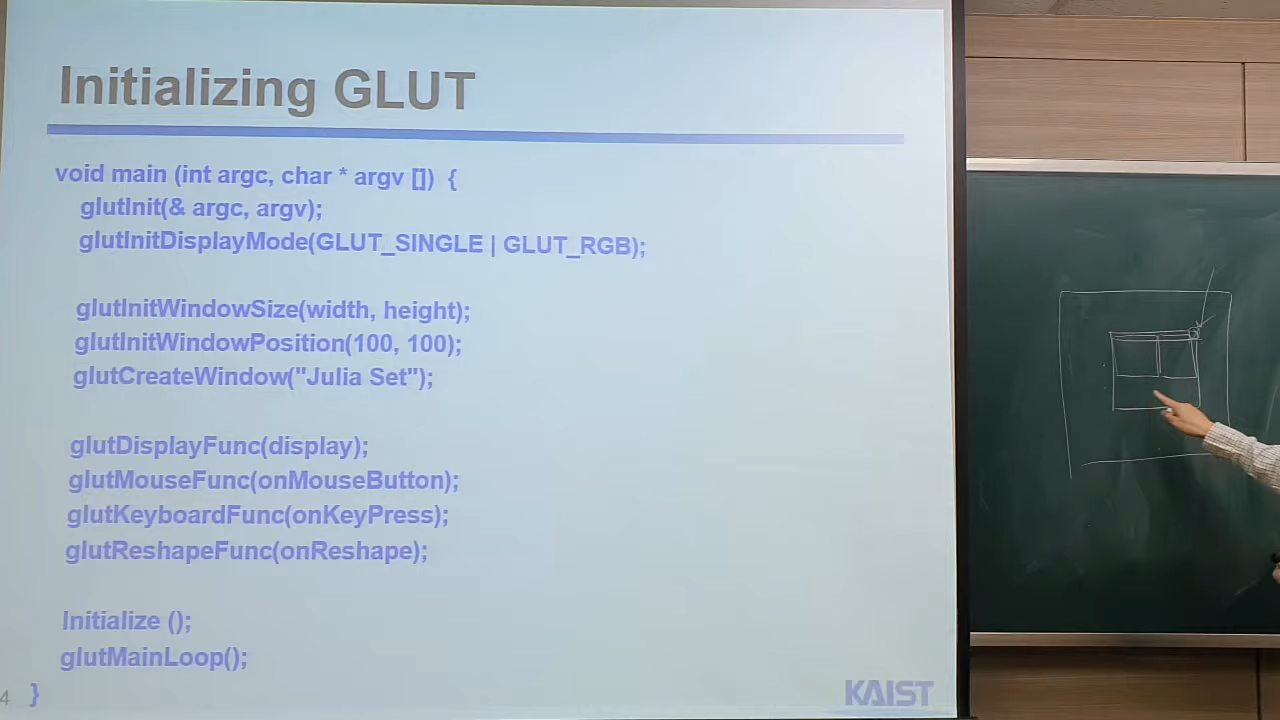 Initializing GLUT
void main (int argc, char * argv []) {
glutInit(& argc, argv);
glutInitDisplayMode(GLUT_SINGLE | GLUT_RGB);
glutInitWindowSize(width, height);
glutInitWindowPosition(100, 100);
glutCreateWindow("Julia Set");
glutDisplayFunc(display);
glutMouseFunc(onMouseButton);
glutKeyboardFunc(onKeyPress);
glutReshapeFunc(onReshape);
Initialize ();
glutMainLoop();
4 }
KAIST